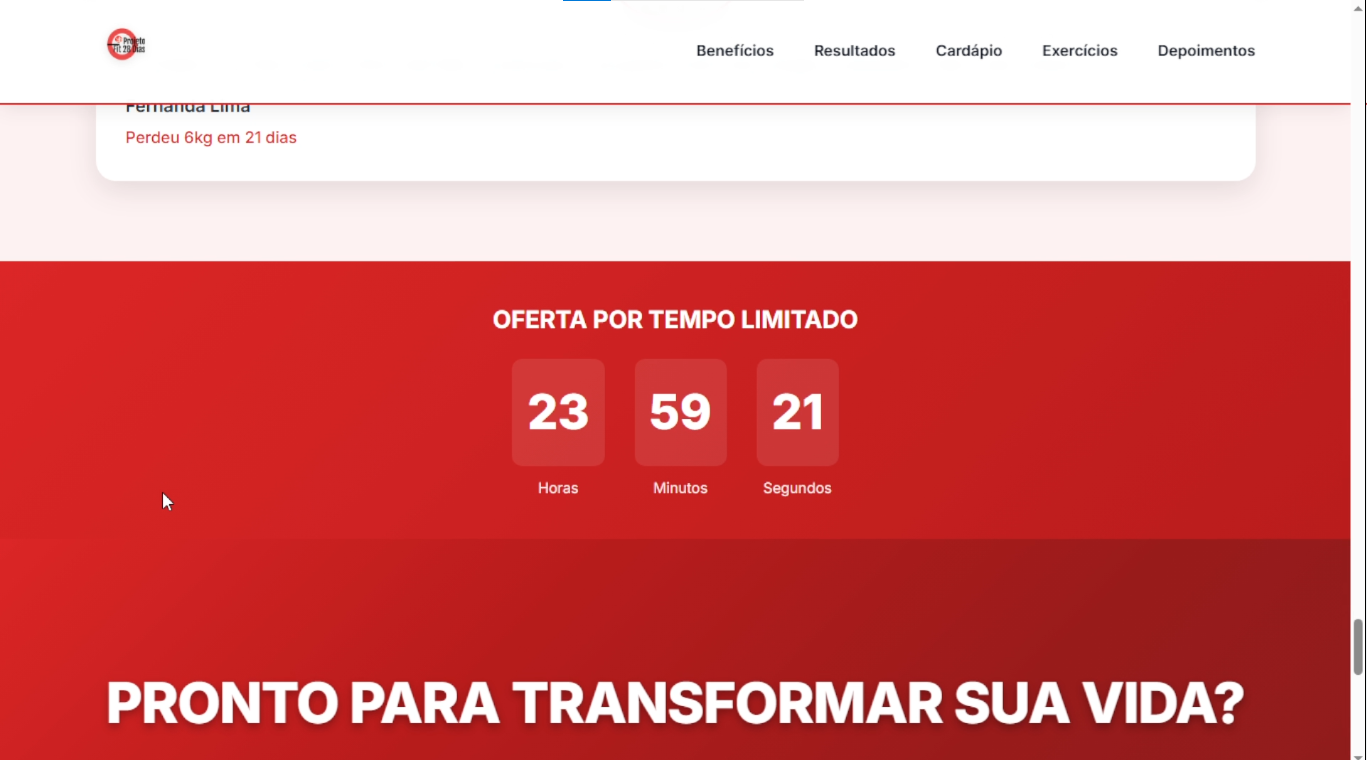 Projeto
Fit 28 Dias
Benefícios
Resultados
Cardápio
Exercícios
Depoimentos
Fernanda Lima
Perdeu 6kg em 21 dias
OFERTA POR TEMPO LIMITADO
23
59
21
Horas
Minutos
Segundos
PRONTO PARA TRANSFORMAR SUA VIDA?